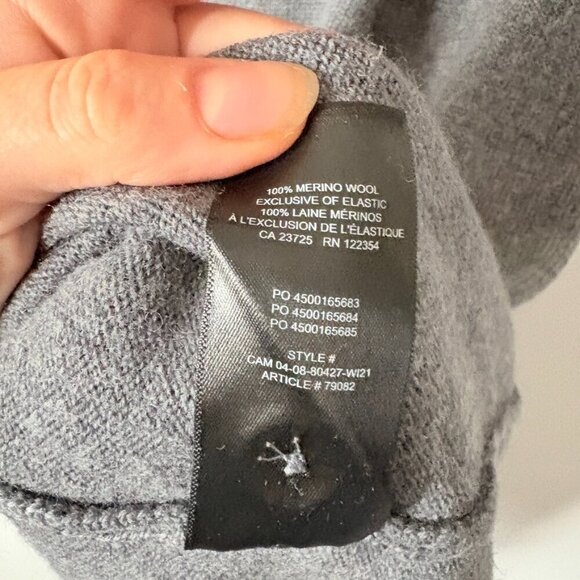 100% MERINO WOOL
EXCLUSIVE OF ELASTIC
100% LAINE MÉRINOS
À L'EXCLUSION DE L'ÉLASTIQUE
CA 23725 RN 122354
PO 4500165683
PO 4500165684
PO 4500165685
STYLE #
CAM 04-08-80427-WI21
ARTICLE # 79082